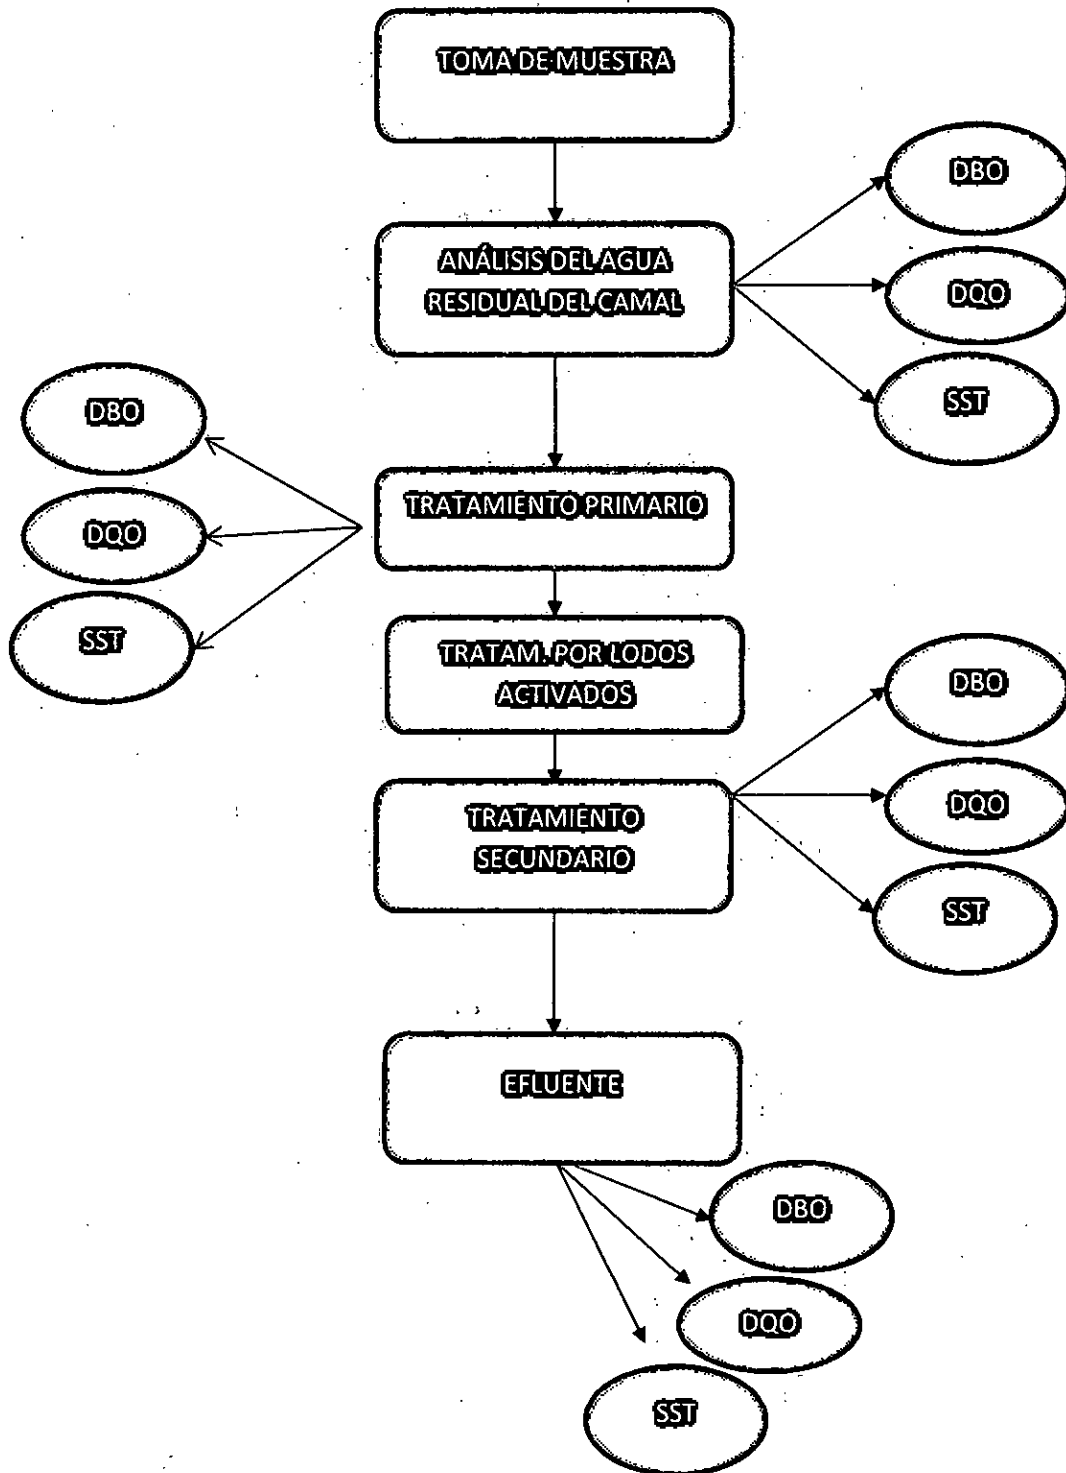 TOMA DE MUESTRA
DBO
ANÁLISIS DEL AGUA
RESIDUAL DEL CAMAL
DQO
SST
DBO
TRATAMIENTO PRIMARIO
DQO
SST
TRATAM. POR LODOS
ACTIVADOS
DBO
DQO
TRATAMIENTO
SECUNDARIO
SST
EFLUENTE
DBO
DQO
SST